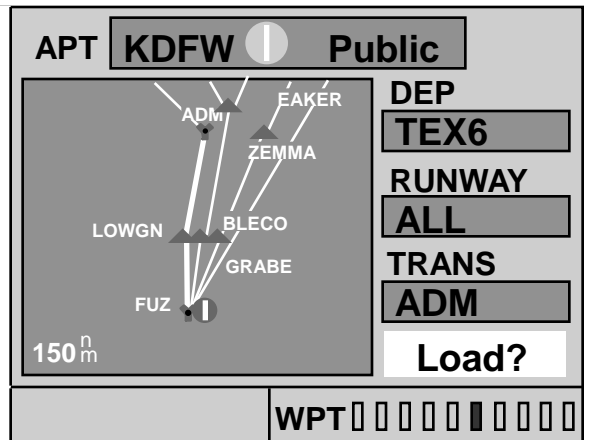 APT KDFW Public
DEP
TEX6
RUNWAY
ALL
TRANS
ADM
Load?
ADM
EAKER
ZEMMA
LOWGN
BLECO
GRABE
FUZ
150 nm
WPT